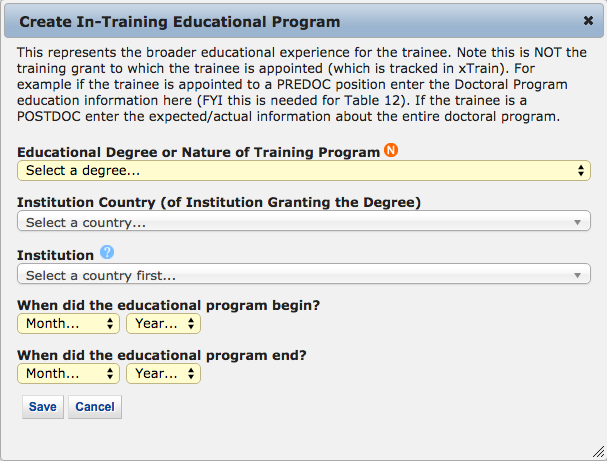 Create In-Training Educational Program
This represents the broader educational experience for the trainee. Note this is NOT the
training grant to which the trainee is appointed (which is tracked in xTrain). For
example if the trainee is appointed to a PREDOC position enter the Doctoral Program
education information here (FYI this is needed for Table 12). If the trainee is a
POSTDOC enter the expected/actual information about the entire doctoral program.
Educational Degree or Nature of Training Program N
Select a degree...
Institution Country (of Institution Granting the Degree)
Select a country...
Institution ?
Select a country first...
When did the educational program begin?
Month... Year...
When did the educational program end?
Month... Year...
Save Cancel